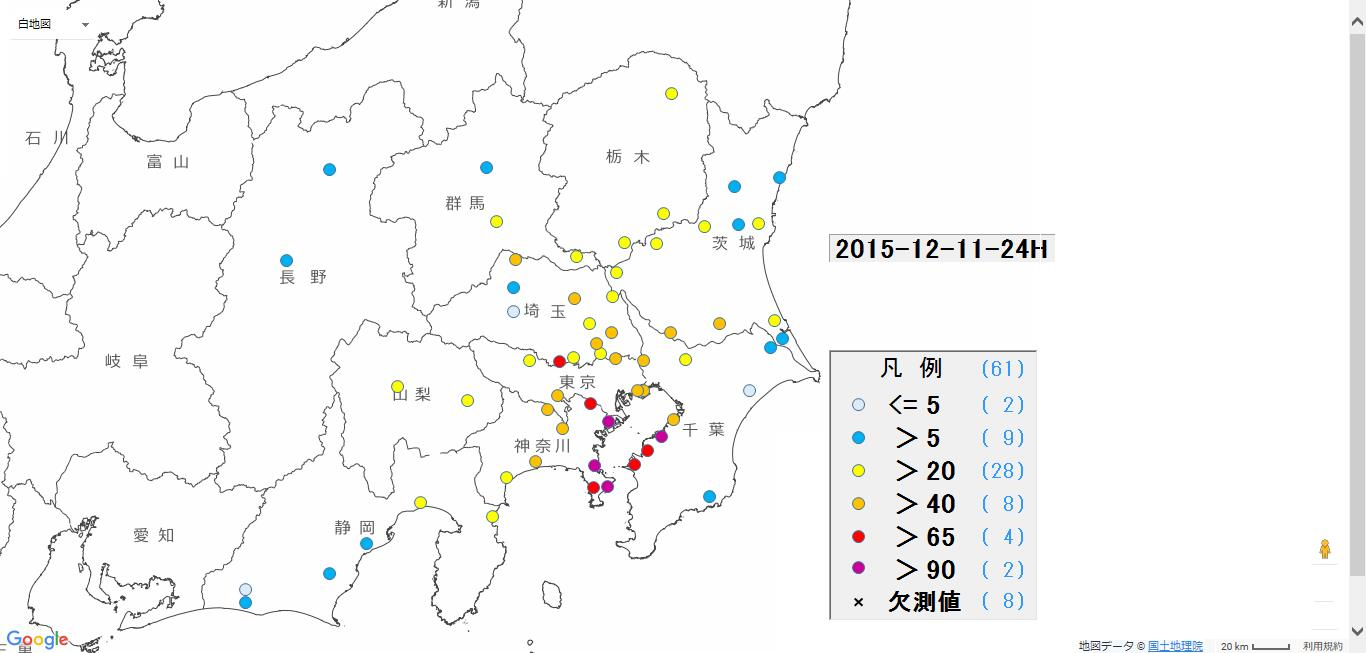 白地図
新 潟
石 川
富 山
栃 木
群 馬
茨 城
2015-12-11-24H
長 野
埼 玉
岐 阜
東 京
山 梨
千 葉
神 奈 川
静 岡
愛 知
凡 例 (61)
<= 5 ( 2)
> 5 ( 9)
> 20 (28)
> 40 ( 8)
> 65 ( 4)
> 90 ( 2)
× 欠測値 ( 8)
Google
地図データ © 国土地理院 20 km 利用規約